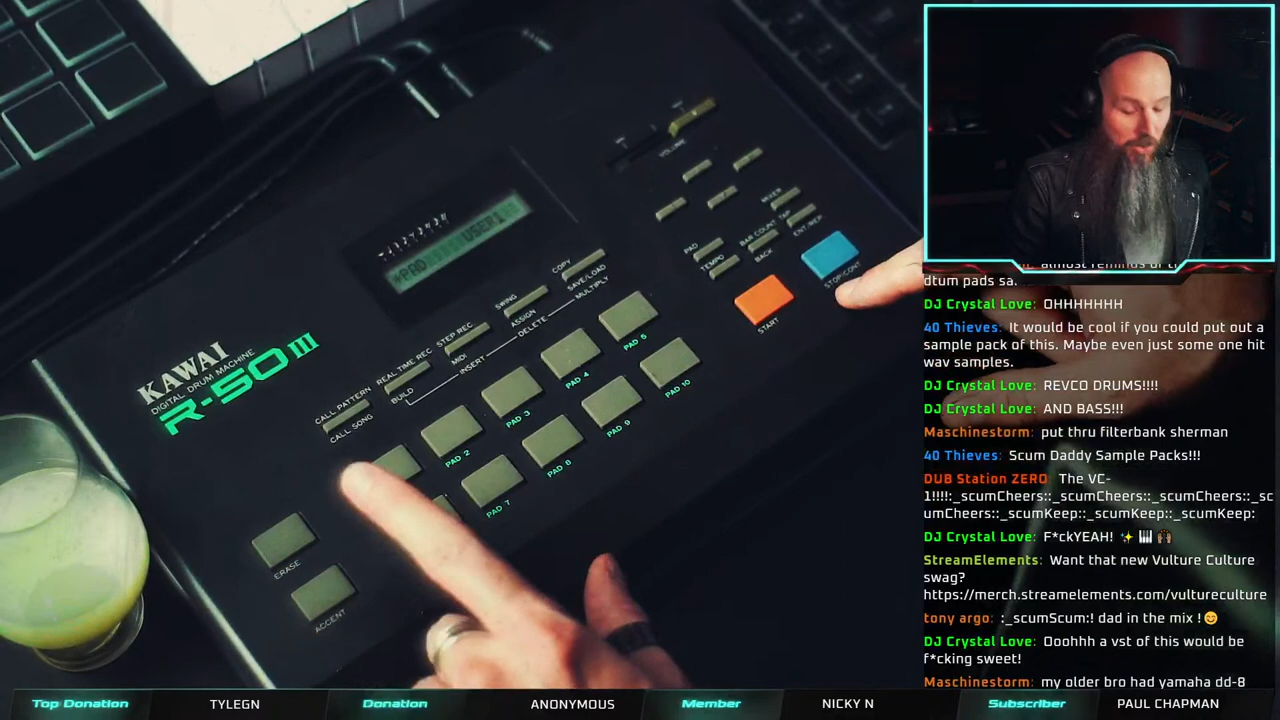 VOLUME
*PAD USER1
KAWAI
DIGITAL DRUM MACHINE
R-50III
CALL PATTERN
CALL SONG
REAL TIME REC
BUILD
STEP REC
MIDI
SWING
ASSIGN
COPY
SAVE/LOAD
INSERT
DELETE
MULTIPLY
PAD
TEMPO
BAR COUNT
BACK
MIXER
TAP
ENT/REP
START
STOP/CONT
PAD 2
PAD 3
PAD 4
PAD 5
PAD 7
PAD 8
PAD 9
PAD 10
ERASE
ACCENT
dtum pads sa.
DJ Crystal Love: OHHHHHHH
40 Thieves: It would be cool if you could put out a
sample pack of this. Maybe even just some one hit
wav samples.
DJ Crystal Love: REVCO DRUMS!!!!
DJ Crystal Love: AND BASS!!!
Maschinestorm: put thru filterbank sherman
40 Thieves: Scum Daddy Sample Packs!!!
DUB Station ZERO The VC-
1!!!!:_scumCheers::_scumCheers::_scumCheers::_sc
umCheers::_scumKeep::_scumKeep::_scumKeep:
DJ Crystal Love: F*ckYEAH! ✨ 🎹 🙌🏾
StreamElements: Want that new Vulture Culture
swag?
https://merch.streamelements.com/vultureculture
tony argo: :_scumScum:! dad in the mix !😊
DJ Crystal Love: Ooohhh a vst of this would be
f*cking sweet!
Maschinestorm: my older bro had yamaha dd-8
Top Donation TYLEGN Donation ANONYMOUS Member NICKY N Subscriber PAUL CHAPMAN